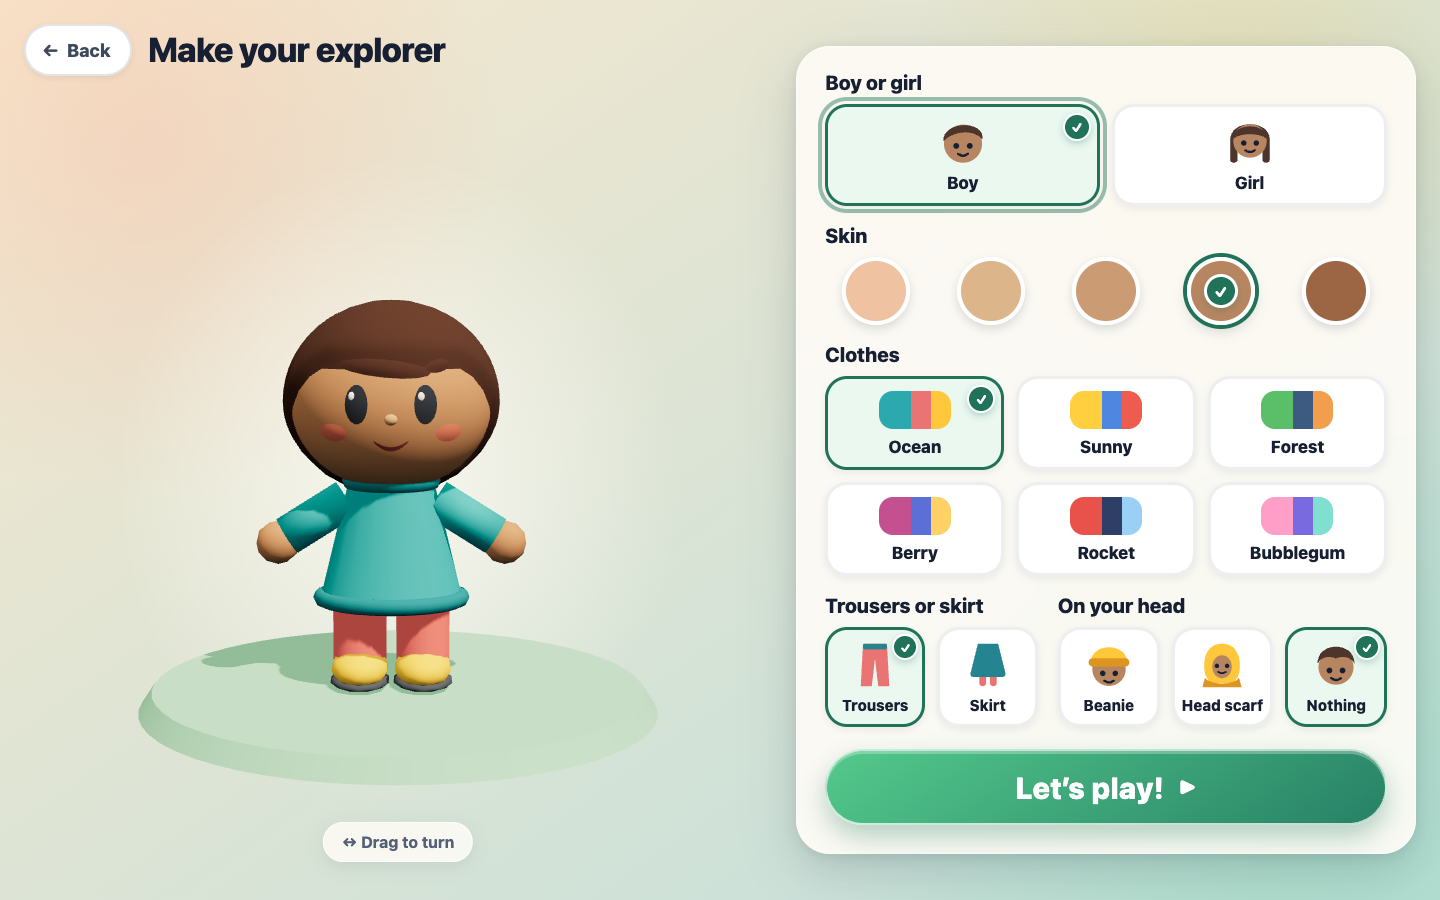 Back
Make your explorer
Boy or girl
Boy
Girl
Skin
Clothes
Ocean
Sunny
Forest
Berry
Rocket
Bubblegum
Trousers or skirt
On your head
Trousers
Skirt
Beanie
Head scarf
Nothing
Let's play!
Drag to turn